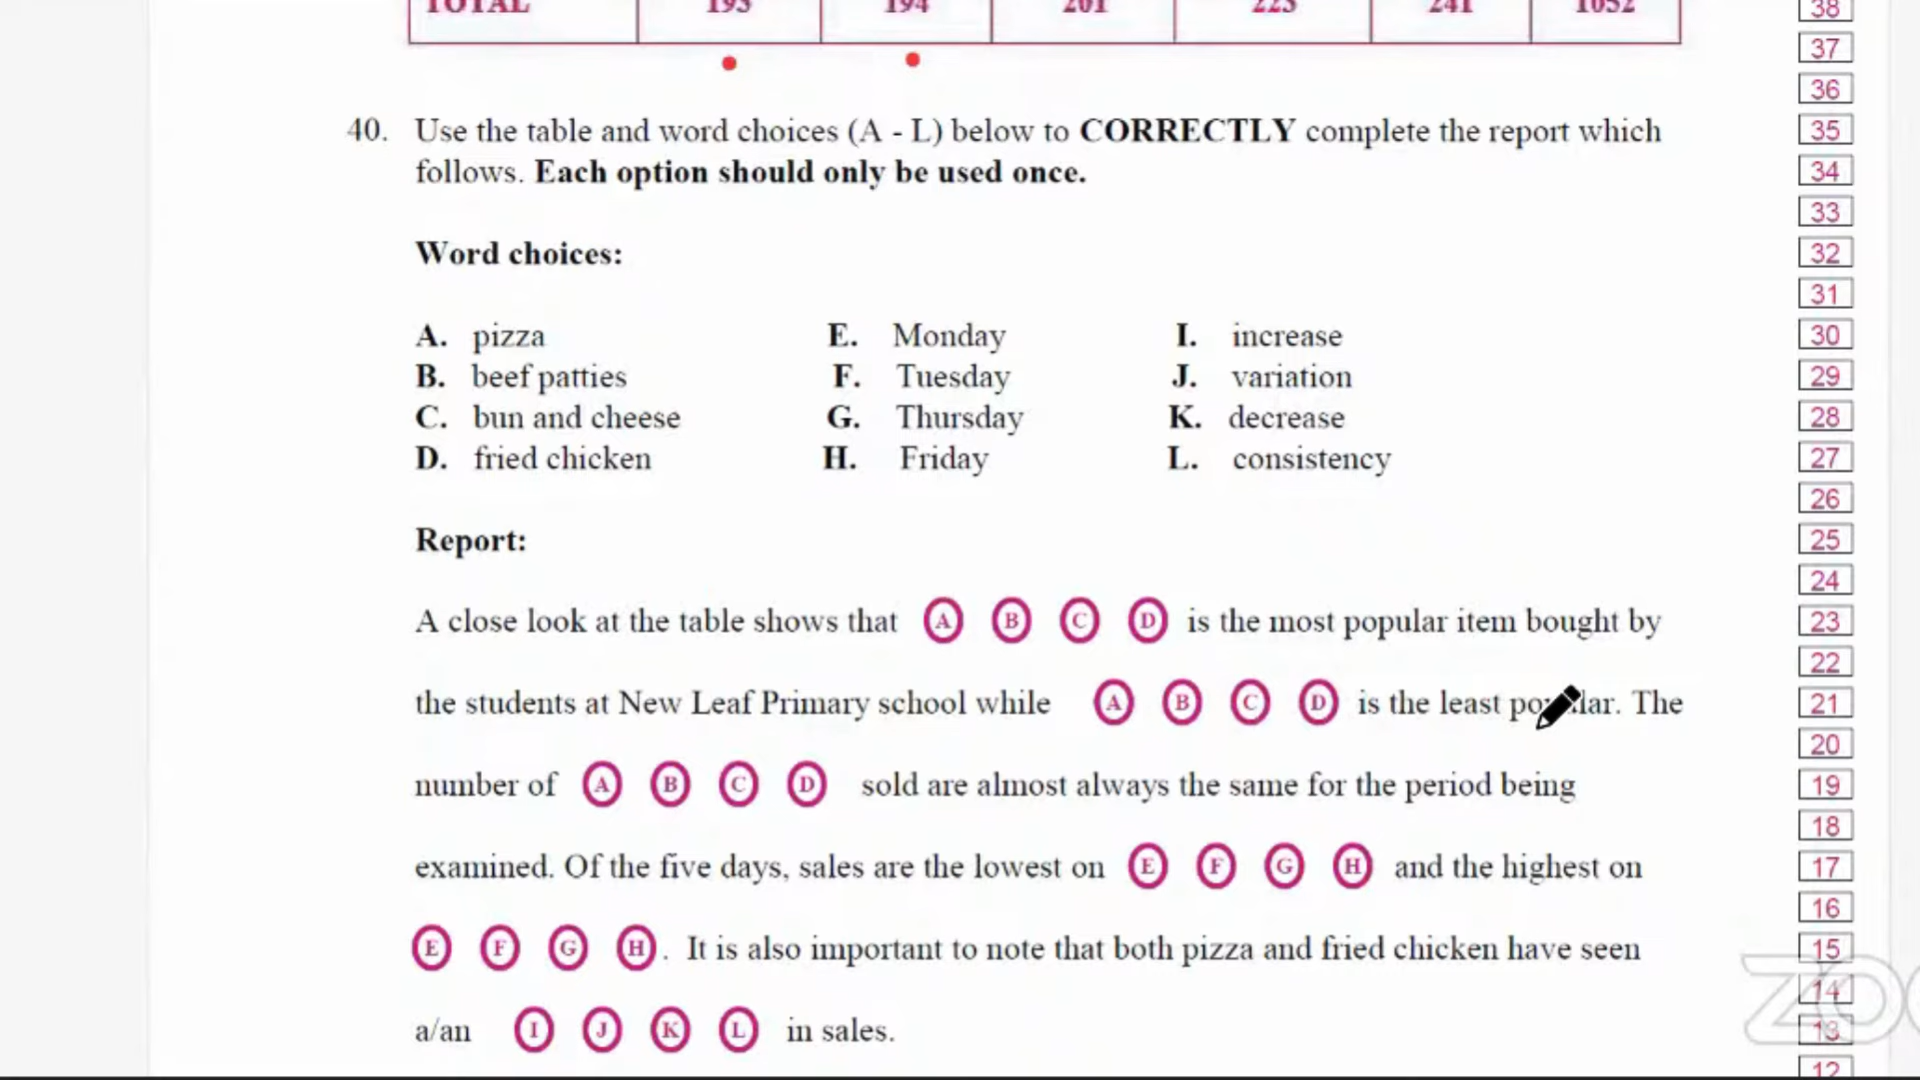 TOTAL 193 194 201 223 241 1052
40. Use the table and word choices (A - L) below to CORRECTLY complete the report which
follows. Each option should only be used once.
Word choices:
A. pizza E. Monday I. increase
B. beef patties F. Tuesday J. variation
C. bun and cheese G. Thursday K. decrease
D. fried chicken H. Friday L. consistency
Report:
A close look at the table shows that A B C D is the most popular item bought by
the students at New Leaf Primary school while A B C D is the least The
number of A B C D sold are almost always the same for the period being
examined. Of the five days, sales are the lowest on E F G H and the highest on
E F G H . It is also important to note that both pizza and fried chicken have seen
a/an I J K L in sales.
38
37
36
35
34
33
32
31
30
29
28
27
26
25
24
23
22
21
20
19
18
17
16
15
14
13
12